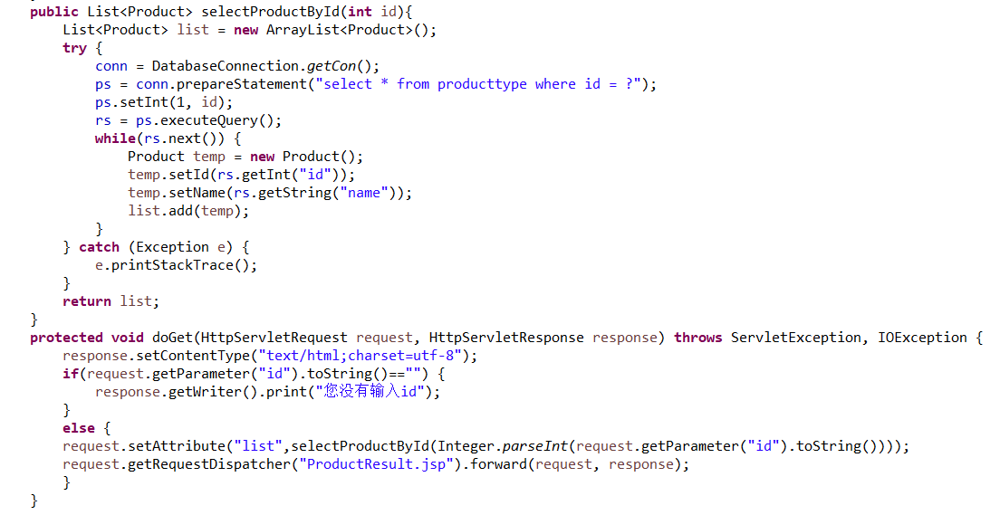 public List<Product> selectProductById(int id){
List<Product> list = new ArrayList<Product>();
try {
conn = DatabaseConnection.getCon();
ps = conn.prepareStatement("select * from producttype where id = ?");
ps.setInt(1, id);
rs = ps.executeQuery();
while(rs.next()) {
Product temp = new Product();
temp.setId(rs.getInt("id"));
temp.setName(rs.getString("name"));
list.add(temp);
}
} catch (Exception e) {
e.printStackTrace();
}
return list;
}
protected void doGet(HttpServletRequest request, HttpServletResponse response) throws ServletException, IOException {
response.setContentType("text/html;charset=utf-8");
if(request.getParameter("id").toString()=="") {
response.getWriter().print("您没有输入id");
}
else {
request.setAttribute("list",selectProductById(Integer.parseInt(request.getParameter("id").toString())));
request.getRequestDispatcher("ProductResult.jsp").forward(request, response);
}
}